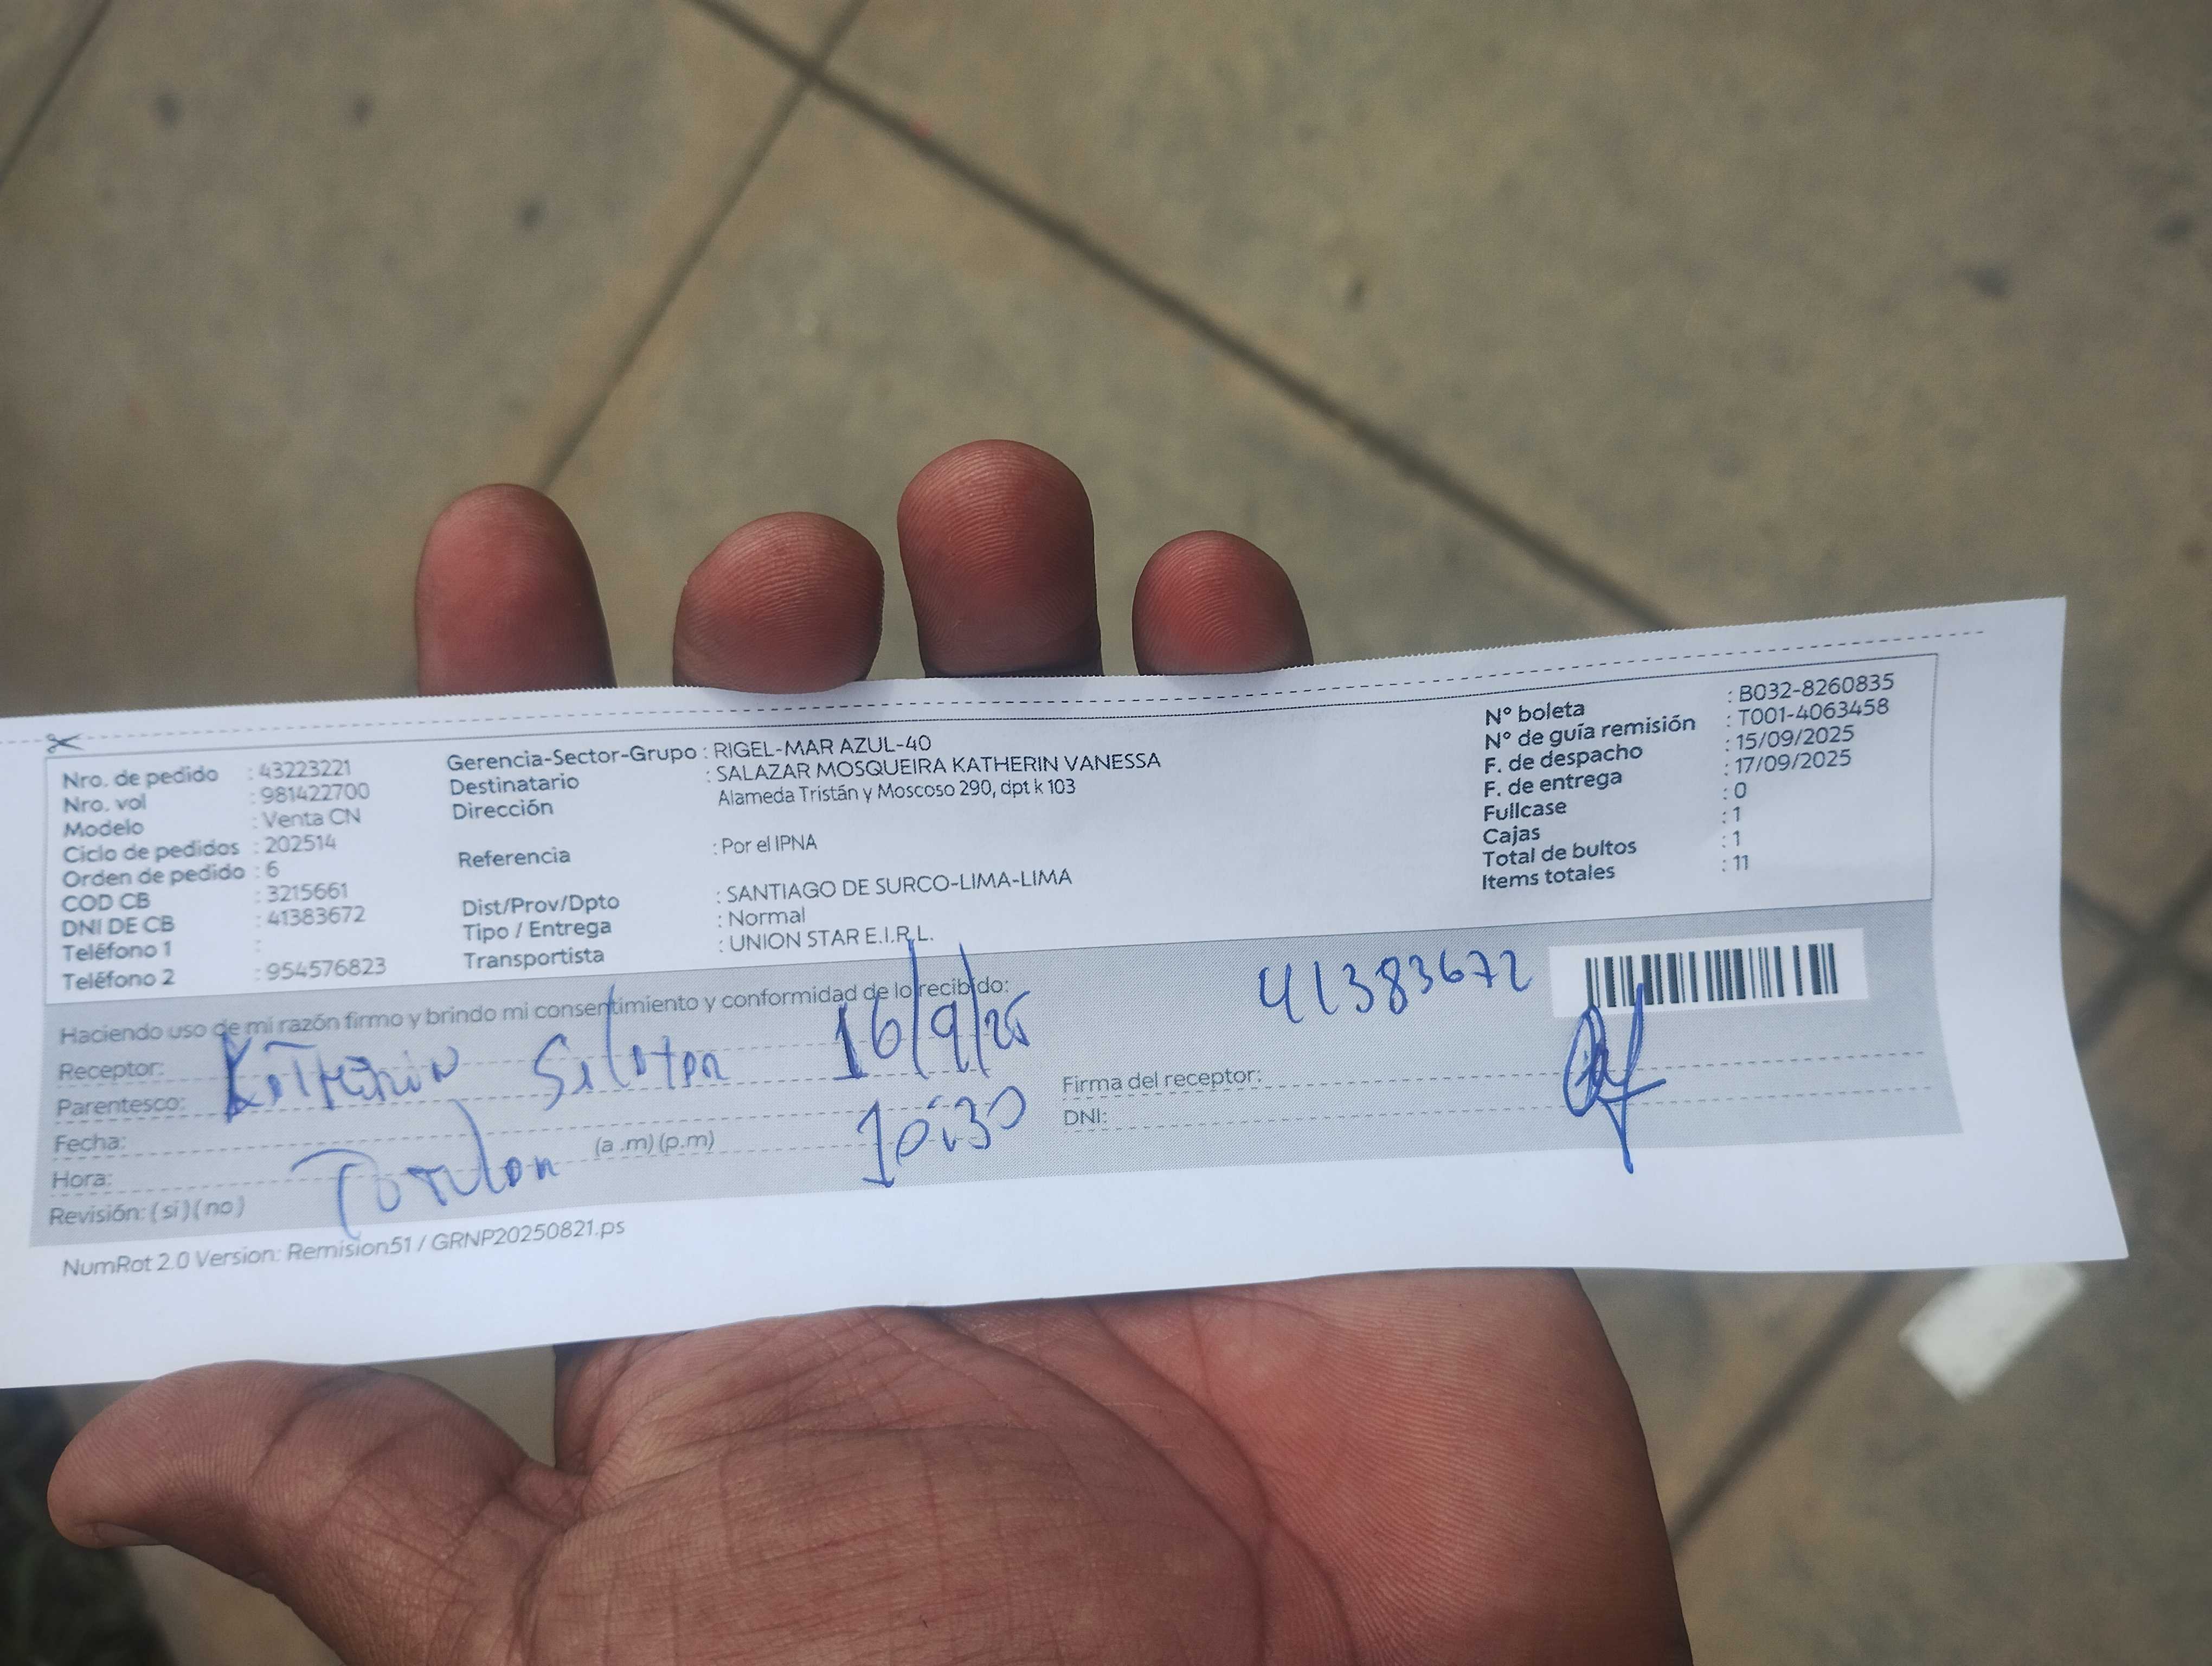 Nro. de pedido : 43223221
Nro. vol : 981422700
Modelo : Venta CN
Ciclo de pedidos : 202514
Orden de pedido : 6
COD CB : 3215661
DNI DE CB : 41383672
Teléfono 1 :
Teléfono 2 : 954576823
Gerencia-Sector-Grupo : RIGEL-MAR AZUL-40
Destinatario : SALAZAR MOSQUEIRA KATHERIN VANESSA
Dirección Alameda Tristán y Moscoso 290, dpt k 103
Referencia : Por el IPNA
Dist/Prov/Dpto : SANTIAGO DE SURCO-LIMA-LIMA
Tipo / Entrega : Normal
Transportista : UNION STAR E.I.R.L.
N° boleta : B032-8260835
N° de guía remisión : T001-4063458
F. de despacho : 15/09/2025
F. de entrega : 17/09/2025
Fullcase : 0
Cajas : 1
Total de bultos : 1
Items totales : 11
Haciendo uso de mi razón firmo y brindo mi consentimiento y conformidad de lo recibido:
41383672
Receptor:
16/9/25
Parentesco:
Fecha:
(a .m) (p.m)
10:30
Hora:
Revisión: ( si ) ( no )
Firma del receptor:
DNI:
NumRot 2.0 Version: Remision51 / GRNP20250821.ps